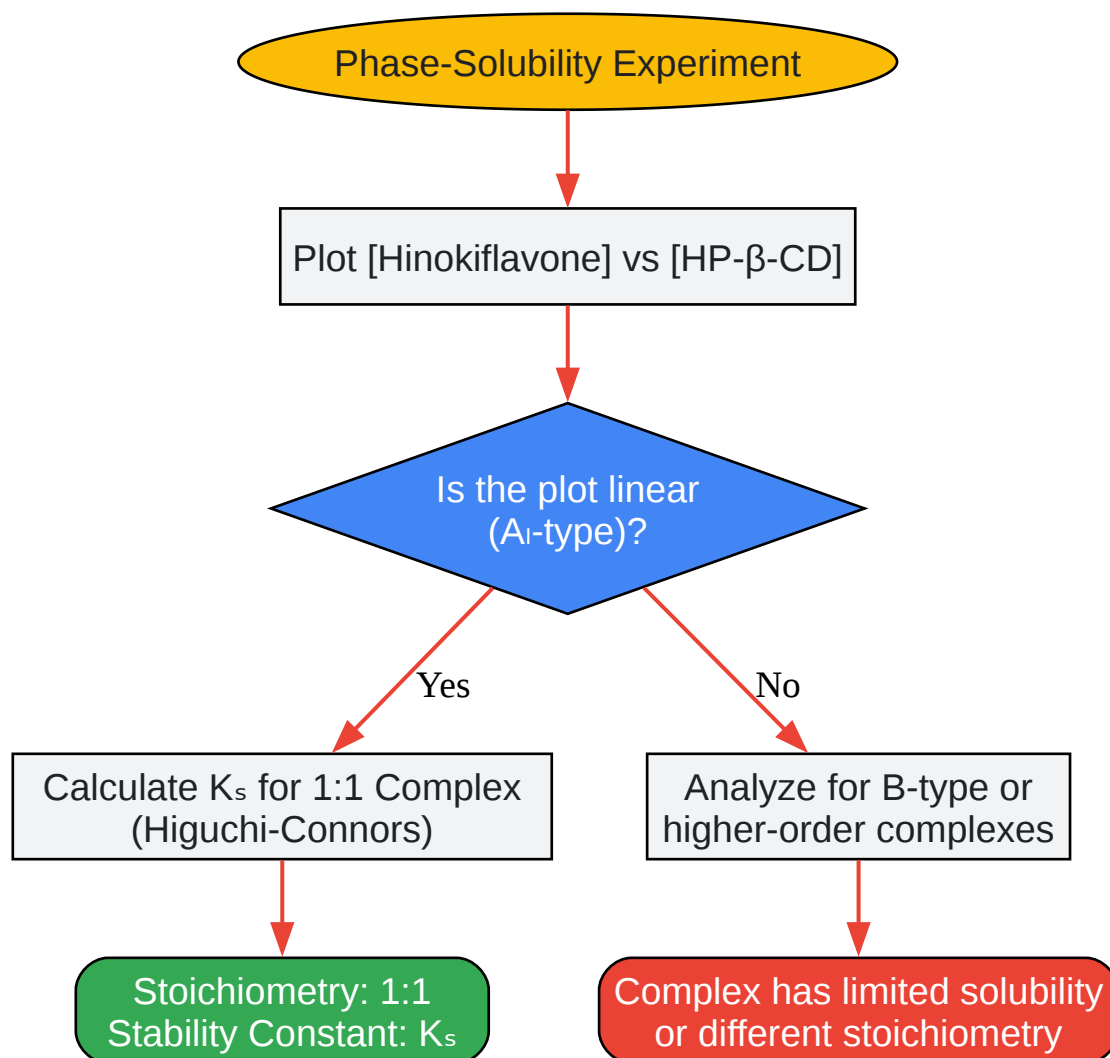 Phase-Solubility Experiment
Plot [Hinokiflavone] vs [HP-β-CD]
Is the plot linear
(Aₗ-type)?
Yes
No
Calculate Kₛ for 1:1 Complex
(Higuchi-Connors)
Analyze for B-type or
higher-order complexes
Stoichiometry: 1:1
Stability Constant: Kₛ
Complex has limited solubility
or different stoichiometry